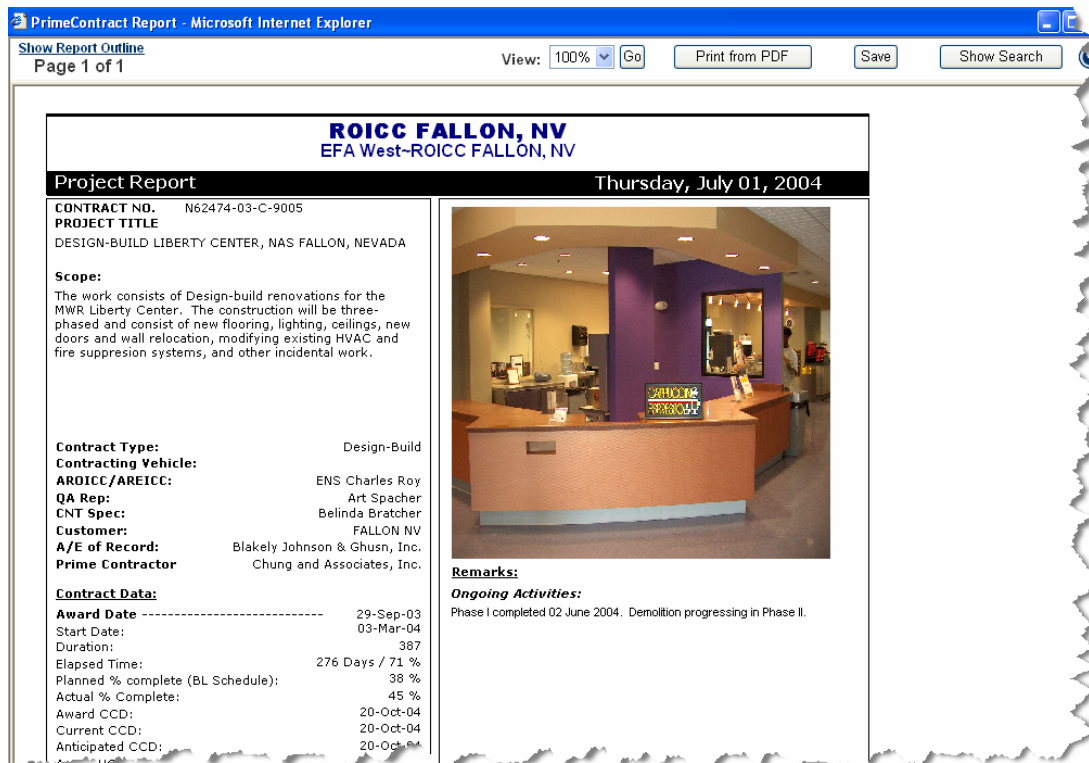 PrimeContract Report - Microsoft Internet Explorer
Show Report Outline
Page 1 of 1
View: 100% Go Print from PDF Save Show Search
ROICC FALLON, NV
EFA West~ROICC FALLON, NV
Project Report Thursday, July 01, 2004
CONTRACT NO. N62474-03-C-9005
PROJECT TITLE
DESIGN-BUILD LIBERTY CENTER, NAS FALLON, NEVADA
Scope:
The work consists of Design-build renovations for the
MWR Liberty Center. The construction will be three-
phased and consist of new flooring, lighting, ceilings, new
doors and wall relocation, modifying existing HVAC and
fire suppresion systems, and other incidental work.
Contract Type: Design-Build
Contracting Vehicle:
AROICC/AREICC: ENS Charles Roy
QA Rep: Art Spacher
CNT Spec: Belinda Bratcher
Customer: FALLON NV
A/E of Record: Blakely Johnson & Ghusn, Inc.
Prime Contractor Chung and Associates, Inc.
Contract Data:
Award Date --------------------------- 29-Sep-03
Start Date: 03-Mar-04
Duration: 387
Elapsed Time: 276 Days / 71 %
Planned % complete (BL Schedule): 38 %
Actual % Complete: 45 %
Award CCD: 20-Oct-04
Current CCD: 20-Oct-04
Anticipated CCD: 20-Oct-04
CAPPUCCINO
ESPRESSO
Remarks:
Ongoing Activities:
Phase I completed 02 June 2004. Demolition progressing in Phase II.